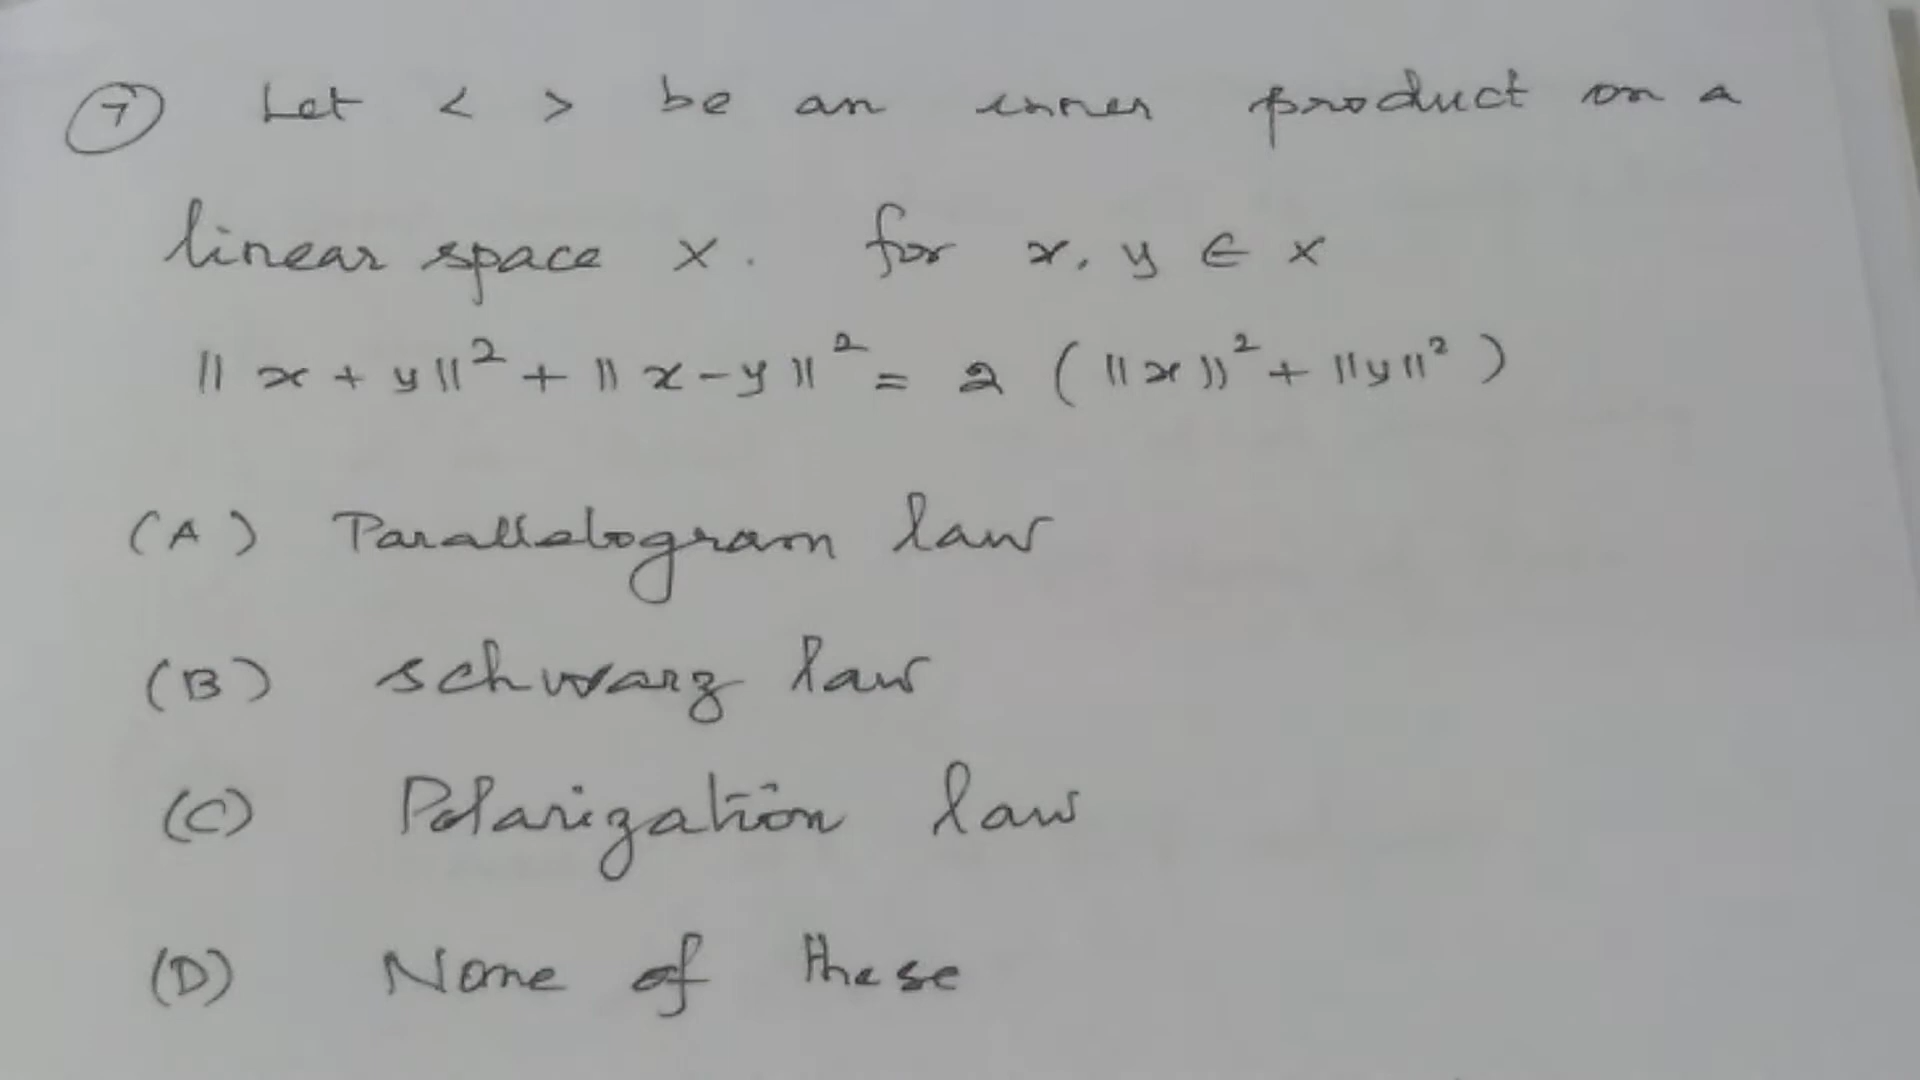 7 Let < > be an inner product on a
linear space X. for x, y ∈ X
||x + y||² + ||x - y||² = 2 (||x||² + ||y||²)
(A) Parallelogram law
(B) schwarz law
(C) Polarization law
(D) None of these